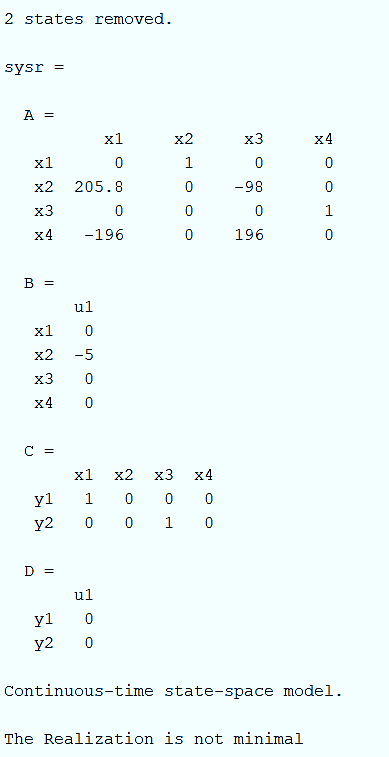 2 states removed.
sysr =
A =
x1 x2 x3 x4
x1 0 1 0 0
x2 205.8 0 -98 0
x3 0 0 0 1
x4 -196 0 196 0
B =
u1
x1 0
x2 -5
x3 0
x4 0
C =
x1 x2 x3 x4
y1 1 0 0 0
y2 0 0 1 0
D =
u1
y1 0
y2 0
Continuous-time state-space model.
The Realization is not minimal